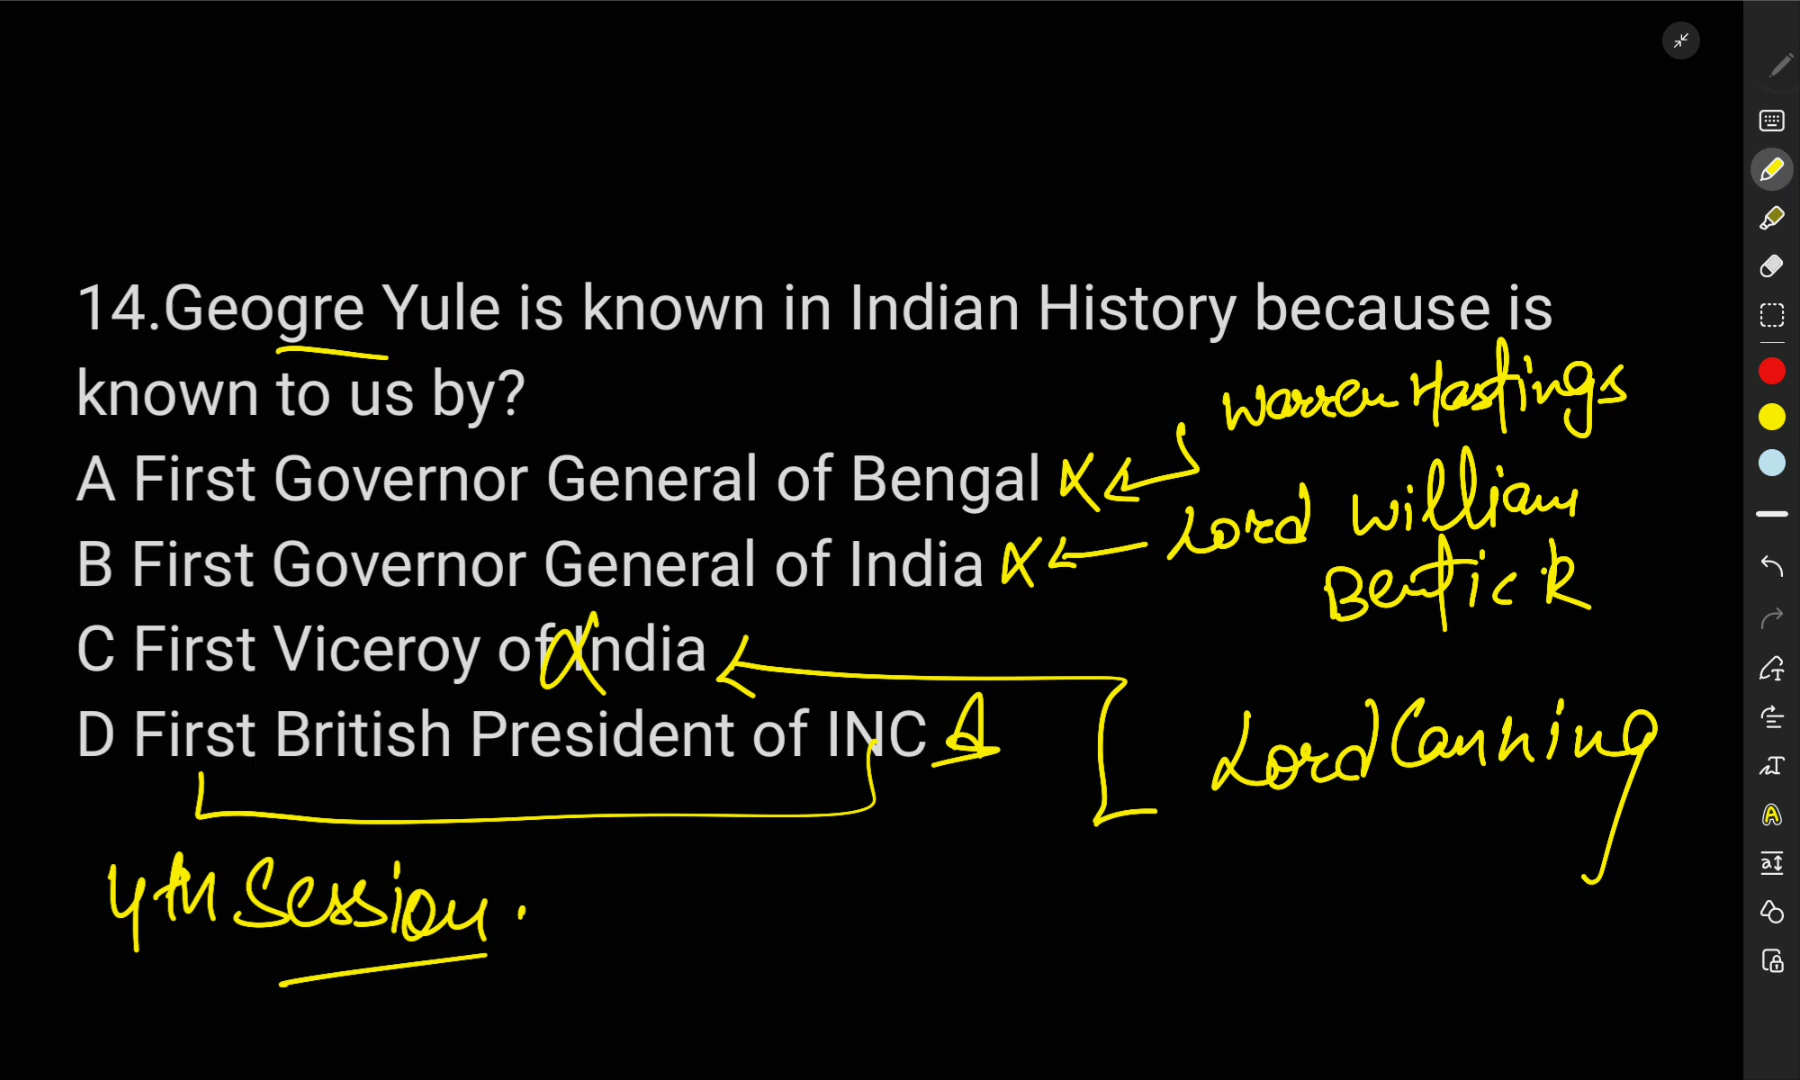 14.Geogre Yule is known in Indian History because is
known to us by?
Warren Hastings
A First Governor General of Bengal
Lord William
B First Governor General of India
Bentick
C First Viceroy of India
D First British President of INC
Lord Canning
4th Session.